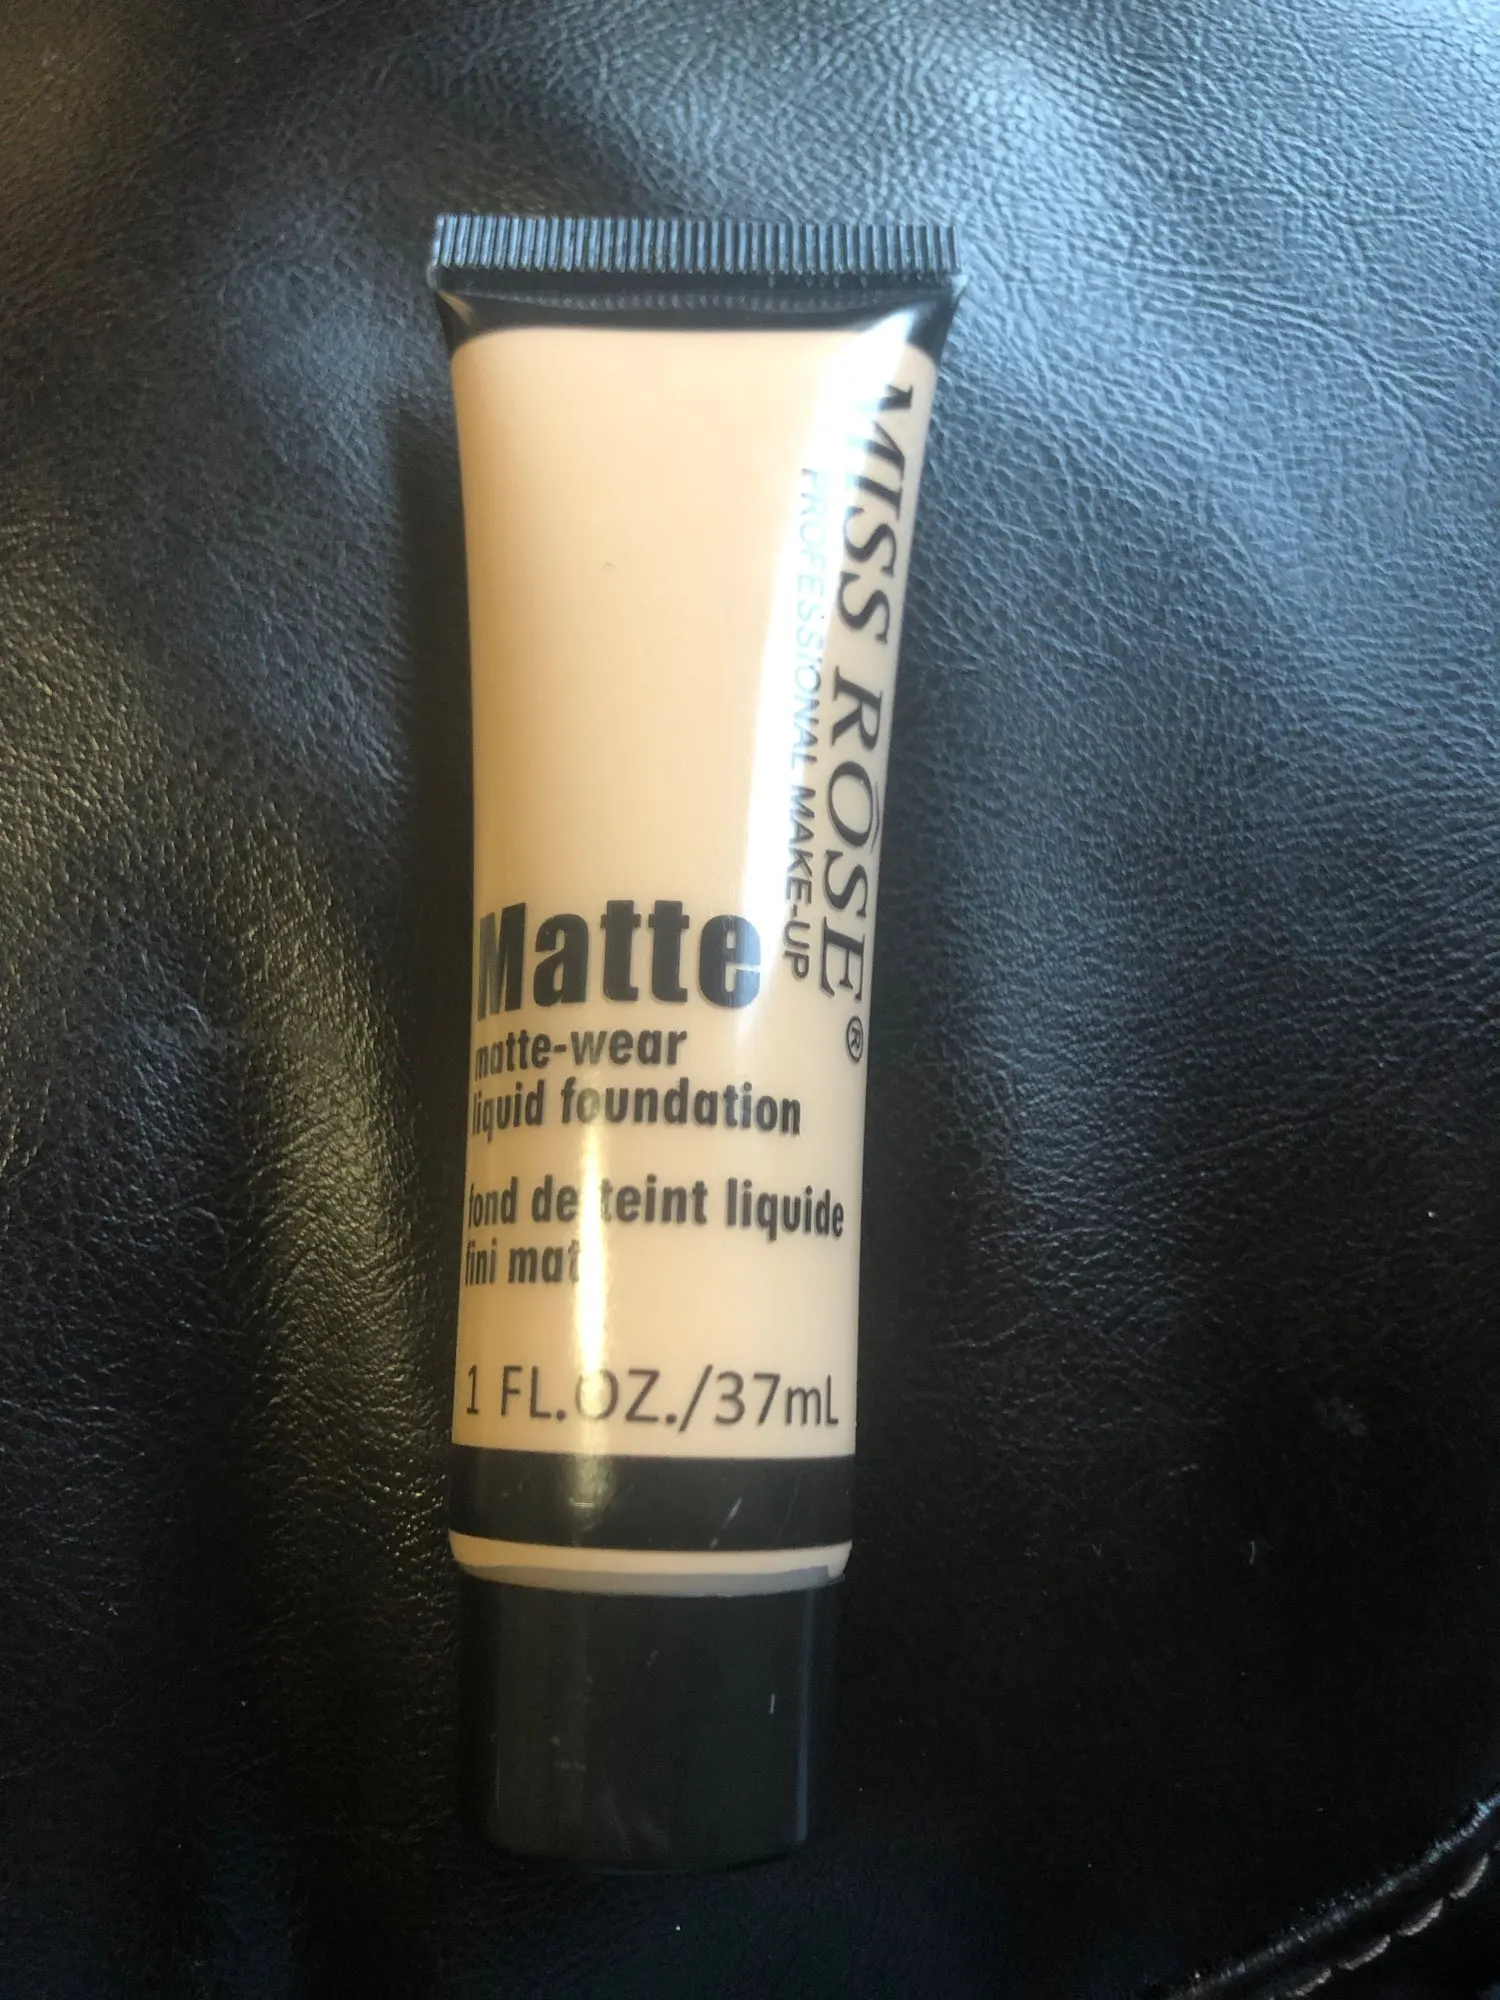 MISS RÔSE®
PROFESSIONAL MAKE-UP
Matte
matte-wear
liquid foundation
fond de teint liquide
fini mat
1 FL.OZ./37mL